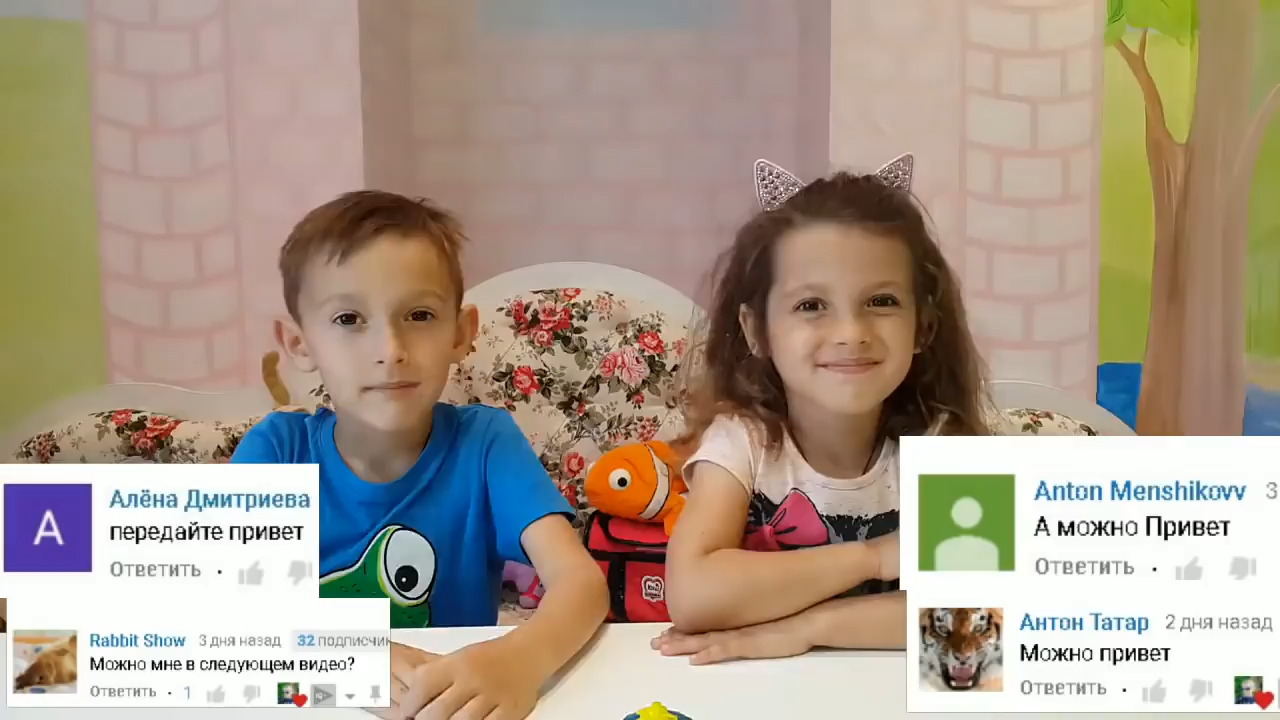 Алёна Дмитриева
передайте привет
Ответить
Rabbit Show 3 дня назад 32
Можно мне в следующем видео?
Ответить · 1
Anton Menshikovv 3
А можно Привет
Ответить
Антон Татар 2 дня назад
Можно привет
Ответить
A